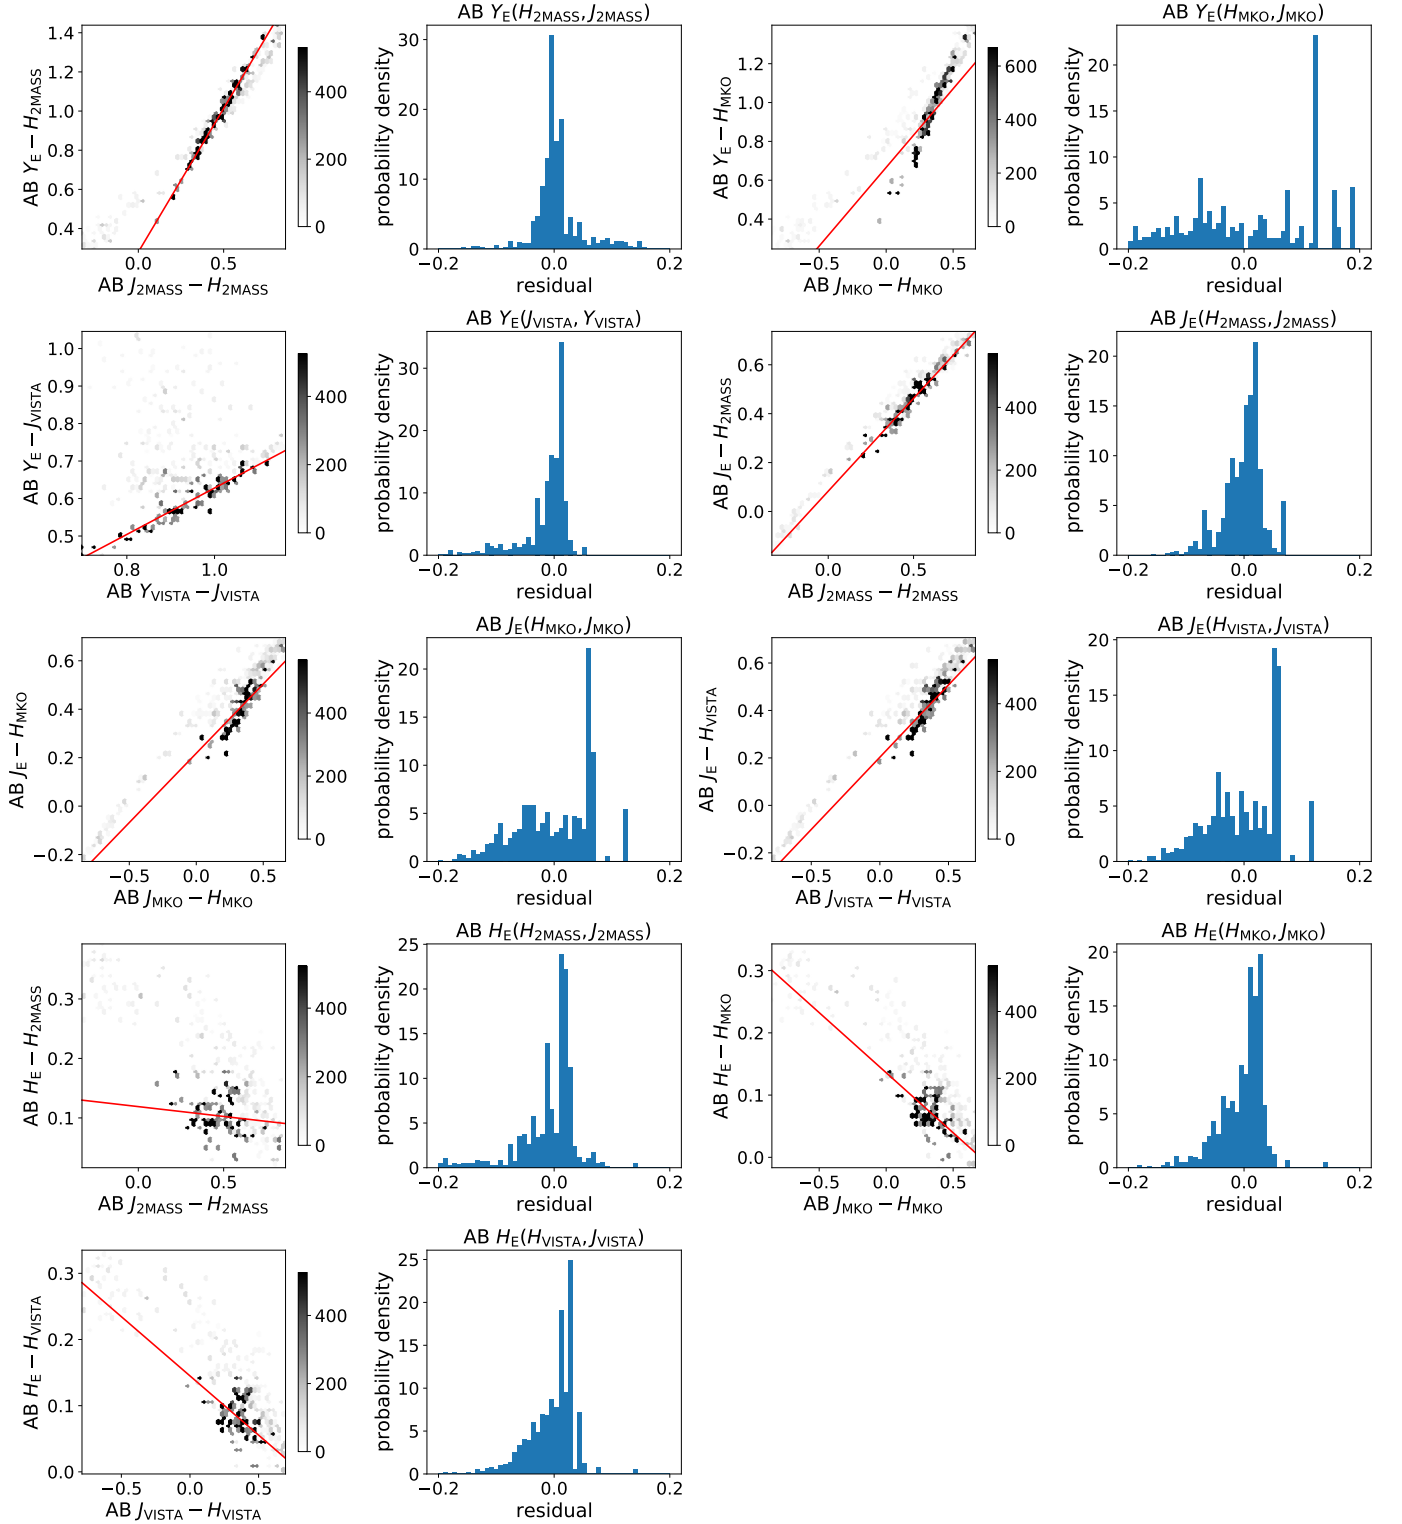 AB Y_E(H_2MASS, J_2MASS)
AB Y_E(H_MKO, J_MKO)
AB Y_E − H_2MASS
1.4
1.2
1.0
0.8
0.6
0.4
0.0 0.5
AB J_2MASS − H_2MASS
400
200
0
probability density
30
20
10
0
−0.2 0.0 0.2
residual
AB Y_E − H_MKO
1.2
1.0
0.8
0.6
0.4
−0.5 0.0 0.5
AB J_MKO − H_MKO
600
400
200
0
probability density
20
15
10
5
0
−0.2 0.0 0.2
residual
AB Y_E(J_VISTA, Y_VISTA)
AB J_E(H_2MASS, J_2MASS)
AB Y_E − J_VISTA
1.0
0.9
0.8
0.7
0.6
0.5
0.8 1.0
AB Y_VISTA − J_VISTA
400
200
0
probability density
30
20
10
0
−0.2 0.0 0.2
residual
AB J_E − H_2MASS
0.6
0.4
0.2
0.0
0.0 0.5
AB J_2MASS − H_2MASS
400
200
0
probability density
20
15
10
5
0
−0.2 0.0 0.2
residual
AB J_E(H_MKO, J_MKO)
AB J_E(H_VISTA, J_VISTA)
AB J_E − H_MKO
0.6
0.4
0.2
0.0
−0.2
−0.5 0.0 0.5
AB J_MKO − H_MKO
400
200
0
probability density
20
15
10
5
0
−0.2 0.0 0.2
residual
AB J_E − H_VISTA
0.6
0.4
0.2
0.0
−0.2
−0.5 0.0 0.5
AB J_VISTA − H_VISTA
400
200
0
probability density
20
15
10
5
0
−0.2 0.0 0.2
residual
AB H_E(H_2MASS, J_2MASS)
AB H_E(H_MKO, J_MKO)
AB H_E − H_2MASS
0.3
0.2
0.1
0.0 0.5
AB J_2MASS − H_2MASS
400
200
0
probability density
25
20
15
10
5
0
−0.2 0.0 0.2
residual
AB H_E − H_MKO
0.3
0.2
0.1
0.0
−0.5 0.0 0.5
AB J_MKO − H_MKO
400
200
0
probability density
20
15
10
5
0
−0.2 0.0 0.2
residual
AB H_E(H_VISTA, J_VISTA)
AB H_E − H_VISTA
0.3
0.2
0.1
0.0
−0.5 0.0 0.5
AB J_VISTA − H_VISTA
400
200
0
probability density
25
20
15
10
5
0
−0.2 0.0 0.2
residual